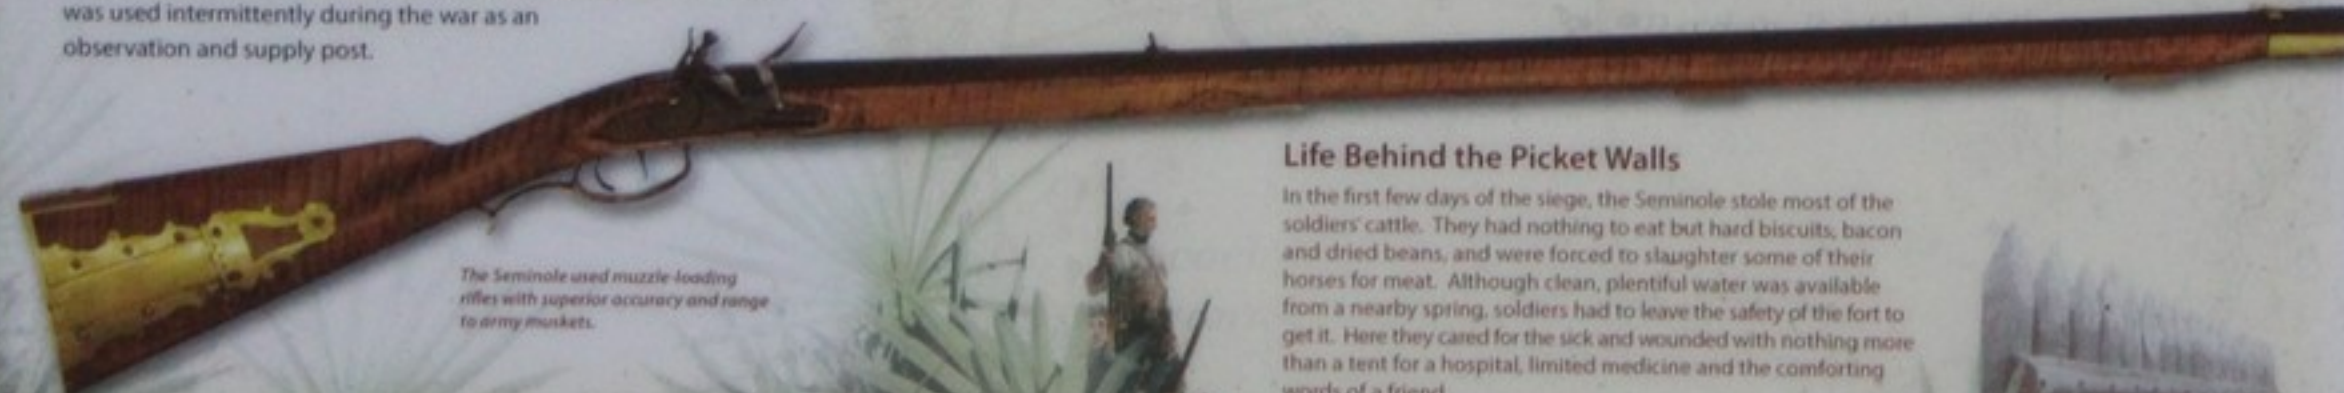 was used intermittently during the war as an
observation and supply post.
The Seminole used muzzle-loading
rifles with superior accuracy and range
to army muskets.
Life Behind the Picket Walls
In the first few days of the siege, the Seminole stole most of the
soldiers' cattle. They had nothing to eat but hard biscuits, bacon
and dried beans, and were forced to slaughter some of their
horses for meat. Although clean, plentiful water was available
from a nearby spring, soldiers had to leave the safety of the fort to
get it. Here they cared for the sick and wounded with nothing more
than a tent for a hospital, limited medicine and the comforting
words of a friend.